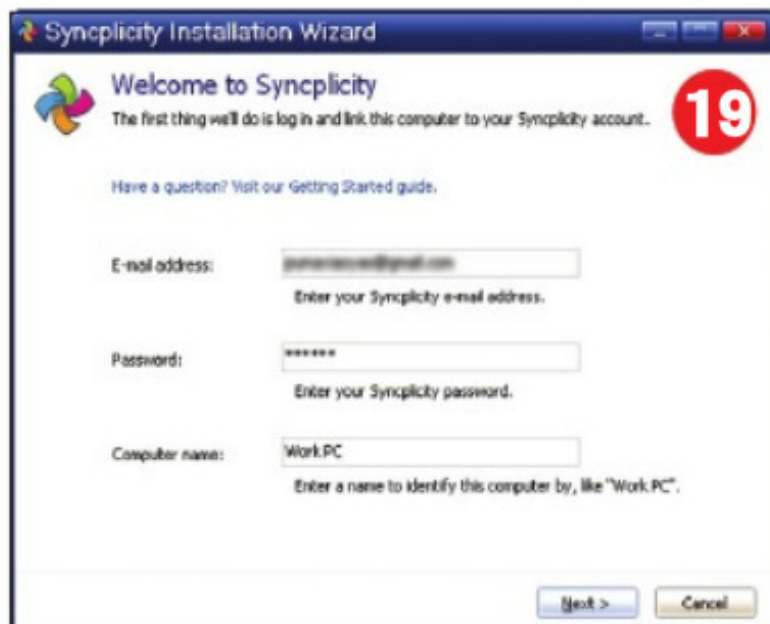 Syncplicity Installation Wizard
Welcome to Syncplicity
19
The first thing we'll do is log in and link this computer to your Syncplicity account.
Have a question? Visit our Getting Started guide.
E-mail address:
Enter your Syncplicity e-mail address.
Password: ******
Enter your Syncplicity password.
Computer name: Work PC
Enter a name to identify this computer by, like "Work PC".
Next > Cancel